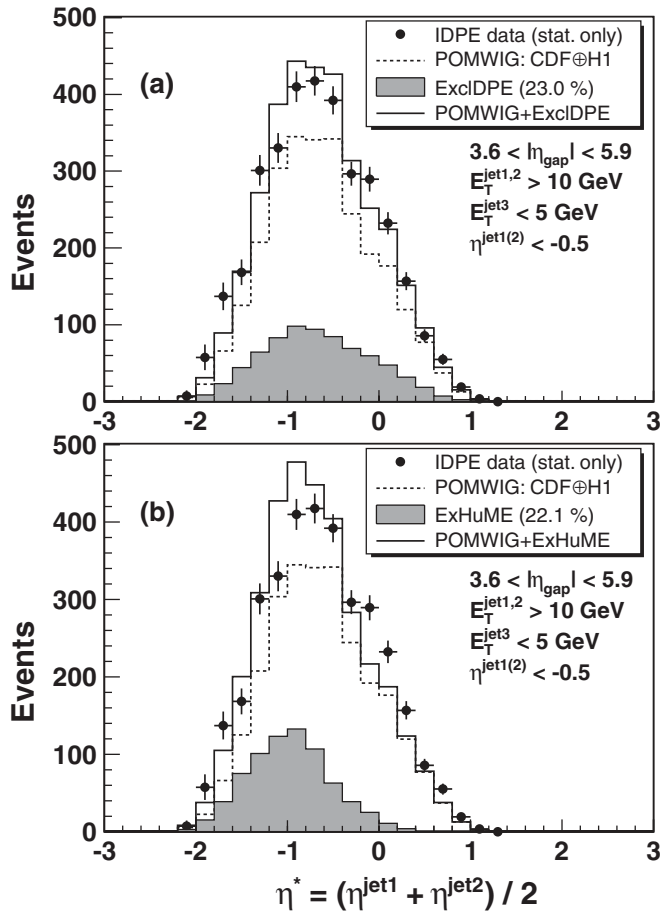 500
400
300
200
100
0
Events
(a)
IDPE data (stat. only)
POMWIG: CDF⊕H1
ExclDPE (23.0 %)
POMWIG+ExclDPE
3.6 < |η_gap| < 5.9
E_T^jet1,2 > 10 GeV
E_T^jet3 < 5 GeV
η^jet1(2) < -0.5
-3 -2 -1 0 1 2 3
500
400
300
200
100
0
Events
(b)
IDPE data (stat. only)
POMWIG: CDF⊕H1
ExHuME (22.1 %)
POMWIG+ExHuME
3.6 < |η_gap| < 5.9
E_T^jet1,2 > 10 GeV
E_T^jet3 < 5 GeV
η^jet1(2) < -0.5
-3 -2 -1 0 1 2 3
η* = (η^jet1 + η^jet2) / 2